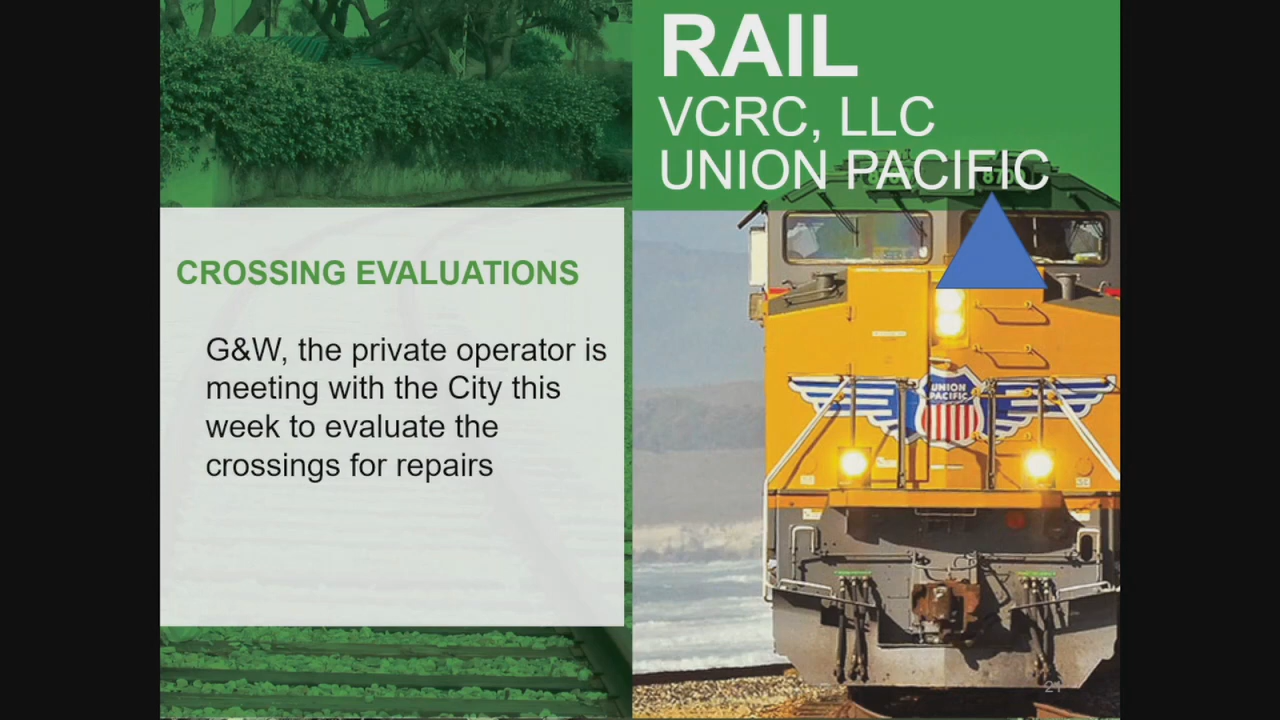 RAIL
VCRC, LLC
UNION PACIFIC
CROSSING EVALUATIONS
G&W, the private operator is
meeting with the City this
week to evaluate the
crossings for repairs
UNION
PACIFIC
21